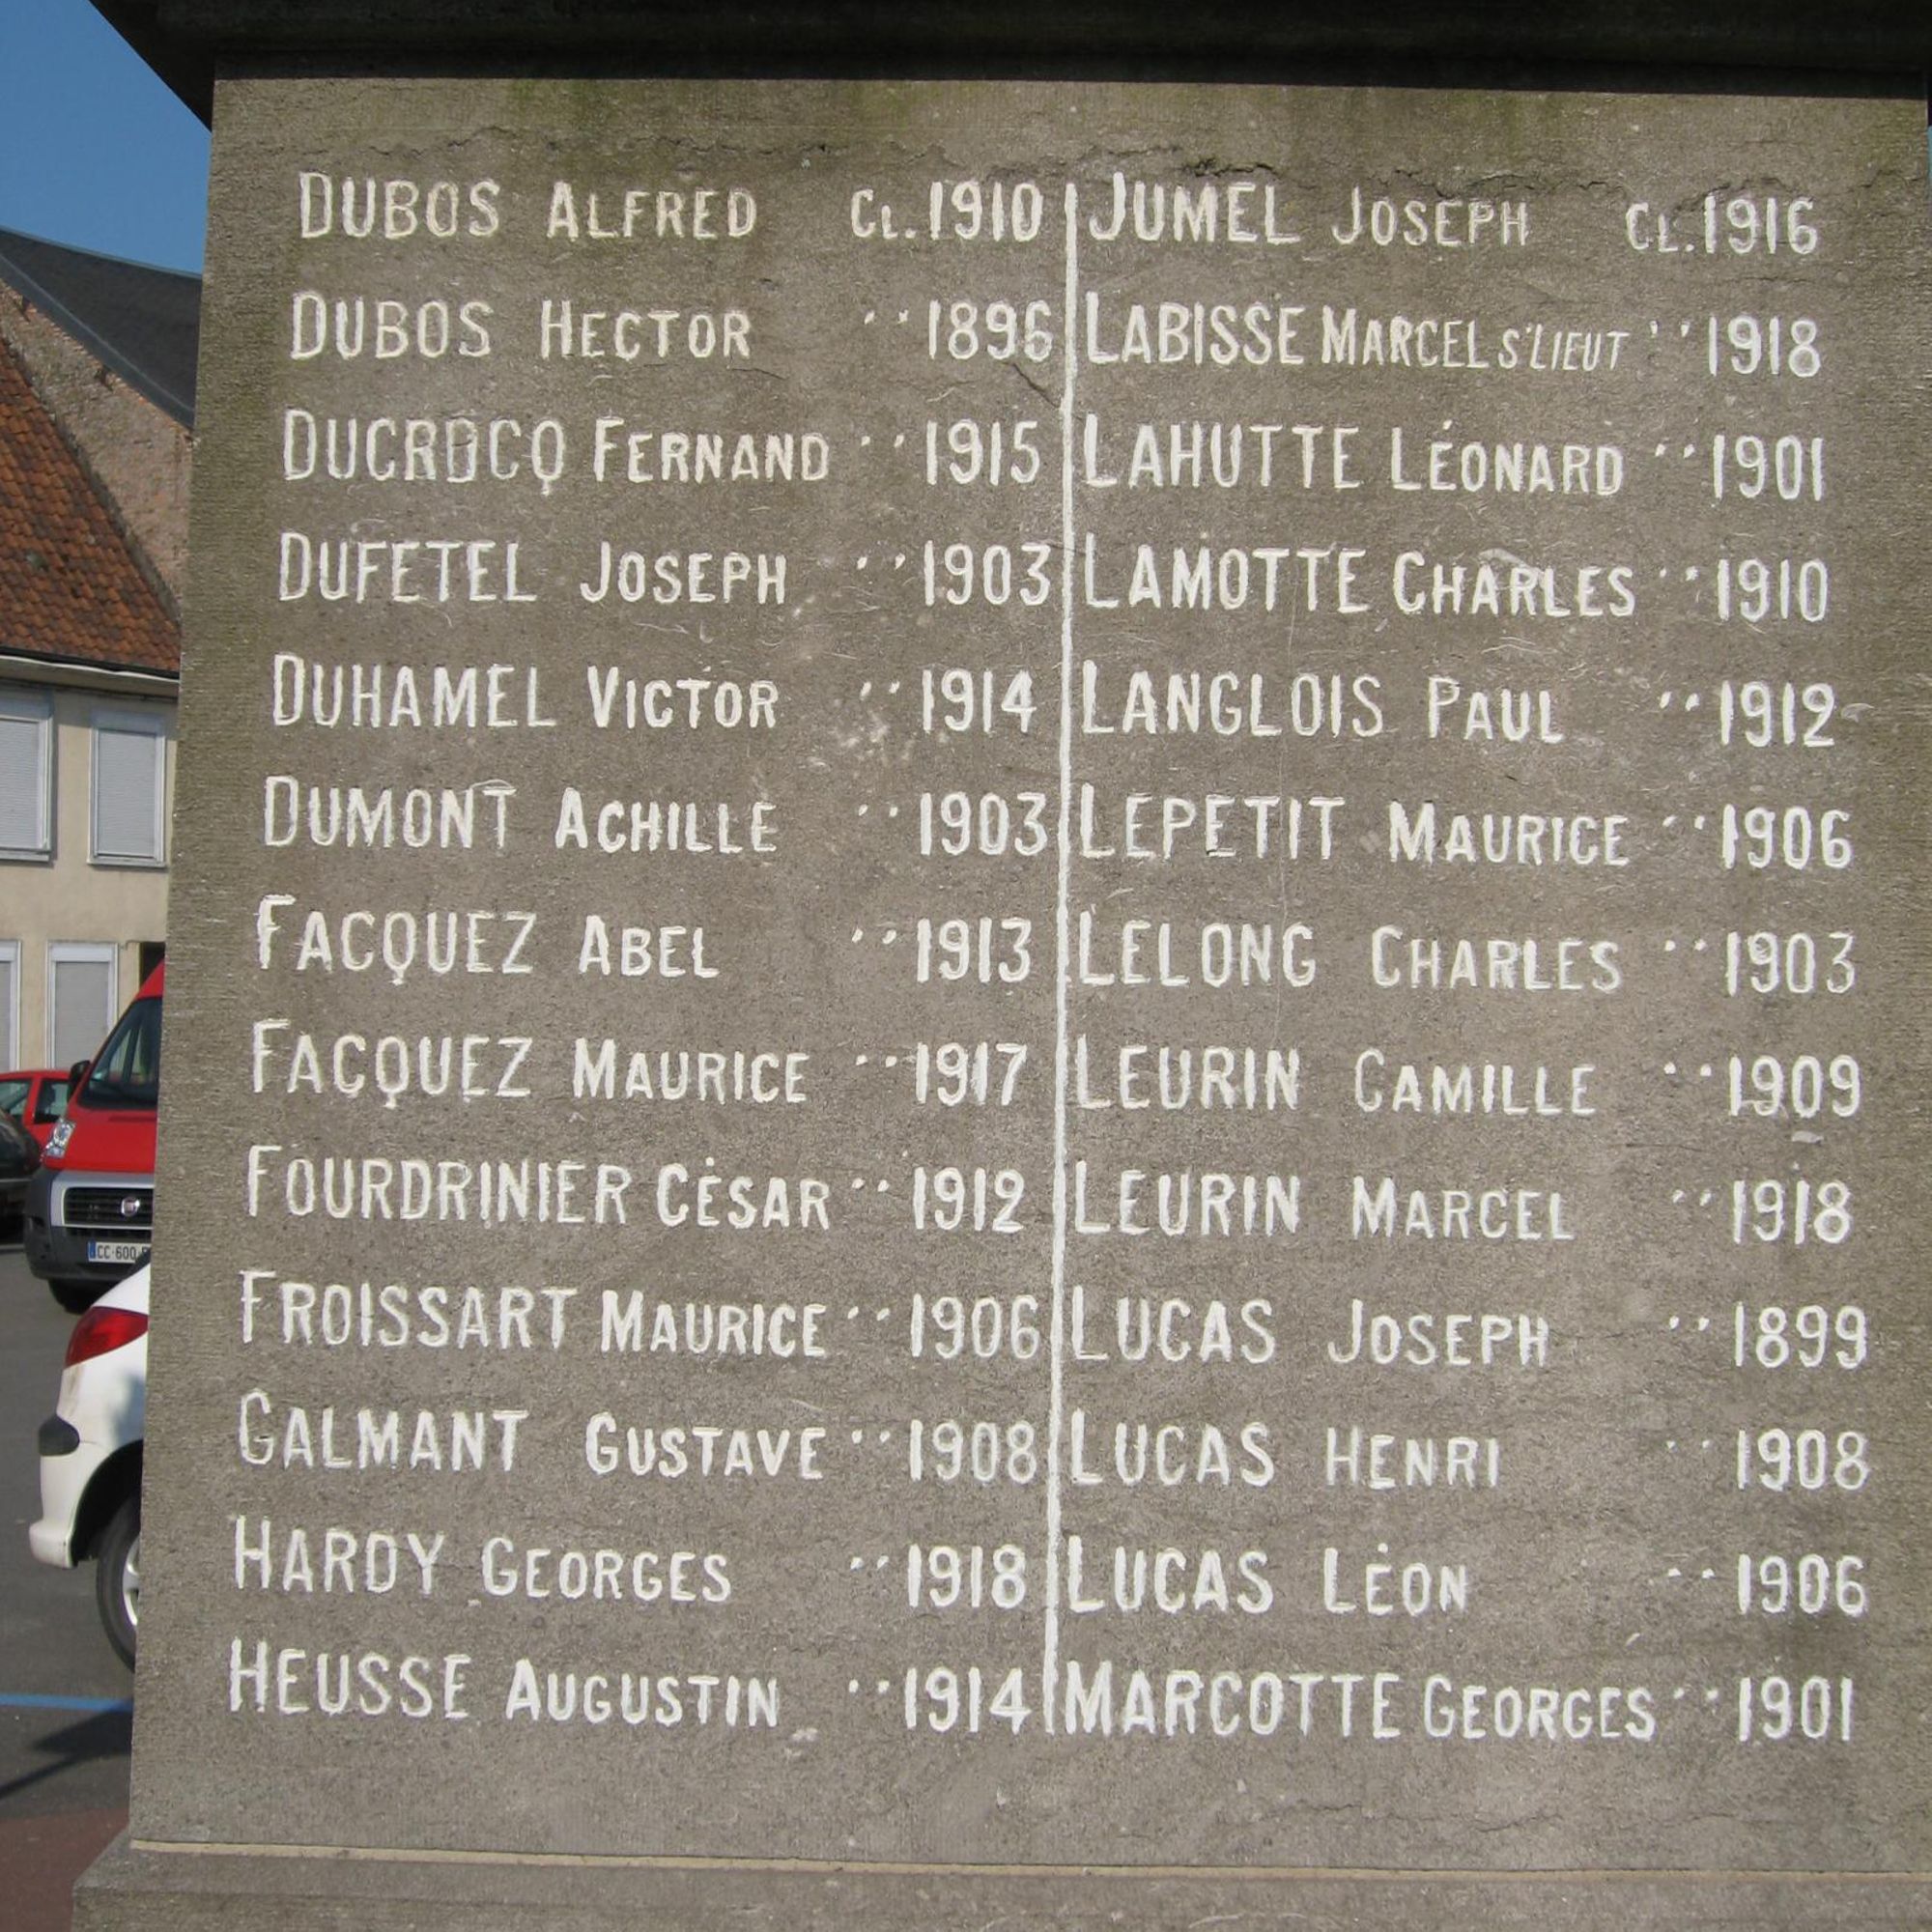 DUBOS ALFRED CL. 1910
DUBOS HECTOR '' 1896
DUCROCQ FERNAND '' 1915
DUFETEL JOSEPH '' 1903
DUHAMEL VICTOR '' 1914
DUMONT ACHILLE '' 1903
FACQUEZ ABEL '' 1913
FACQUEZ MAURICE '' 1917
FOURDRINIER CÉSAR '' 1912
FROISSART MAURICE '' 1906
GALMANT GUSTAVE '' 1908
HARDY GEORGES '' 1918
HEUSSE AUGUSTIN '' 1914
JUMEL JOSEPH CL. 1916
LABISSE MARCEL S'LIEUT '' 1918
LAHUTTE LÉONARD '' 1901
LAMOTTE CHARLES '' 1910
LANGLOIS PAUL '' 1912
LEPETIT MAURICE '' 1906
LELONG CHARLES '' 1903
LEURIN CAMILLE '' 1909
LEURIN MARCEL '' 1918
LUCAS JOSEPH '' 1899
LUCAS HENRI '' 1908
LUCAS LÉON '' 1906
MARCOTTE GEORGES '' 1901
CC-600